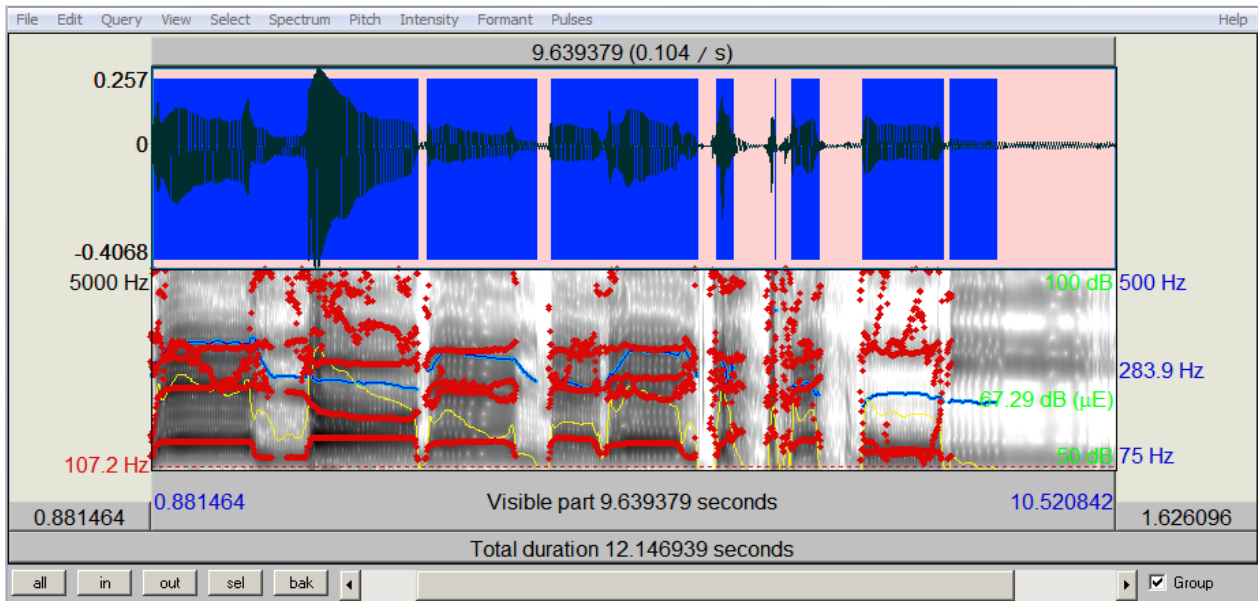 File Edit Query View Select Spectrum Pitch Intensity Formant Pulses Help
9.639379 (0.104 / s)
0.257
0
-0.4068
5000 Hz 100 dB 500 Hz
283.9 Hz
67.29 dB (µE)
107.2 Hz 50 dB 75 Hz
0.881464 Visible part 9.639379 seconds 10.520842
0.881464 1.626096
Total duration 12.146939 seconds
all in out sel bak Group